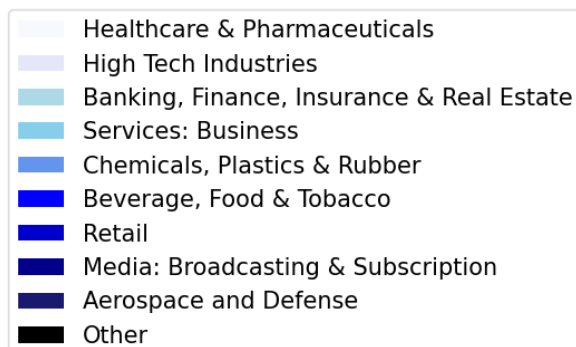 Healthcare & Pharmaceuticals
High Tech Industries
Banking, Finance, Insurance & Real Estate
Services: Business
Chemicals, Plastics & Rubber
Beverage, Food & Tobacco
Retail
Media: Broadcasting & Subscription
Aerospace and Defense
Other